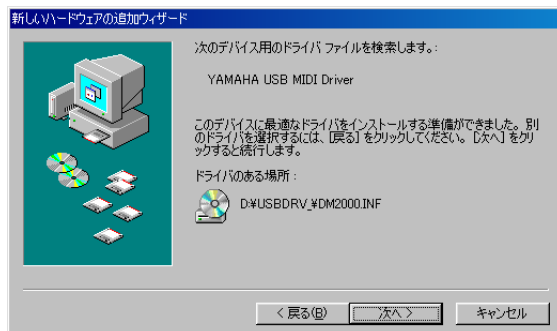 新しいハードウェアの追加ウィザード
次のデバイス用のドライバ ファイルを検索します。:
YAMAHA USB MIDI Driver
このデバイスに最適なドライバをインストールする準備ができました。別
のドライバを選択するには、[戻る] をクリックしてください。[次へ] をクリ
ックすると続行します。
ドライバのある場所：
D:¥USBDRV_¥DM2000.INF
< 戻る(B)
次へ >
キャンセル